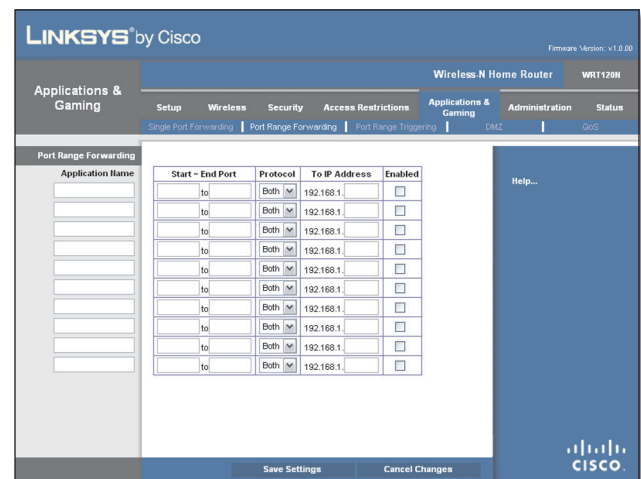 LINKSYS® by Cisco
Firmware Version: v1.0.00
Wireless-N Home Router WRT120N
Applications & Gaming
Setup Wireless Security Access Restrictions Applications & Gaming Administration Status
Single Port Forwarding Port Range Forwarding Port Range Triggering DMZ QoS
Port Range Forwarding
Application Name Start ~ End Port Protocol To IP Address Enabled
Help...
to Both 192.168.1.
to Both 192.168.1.
to Both 192.168.1.
to Both 192.168.1.
to Both 192.168.1.
to Both 192.168.1.
to Both 192.168.1.
to Both 192.168.1.
to Both 192.168.1.
to Both 192.168.1.
Save Settings Cancel Changes
CISCO.